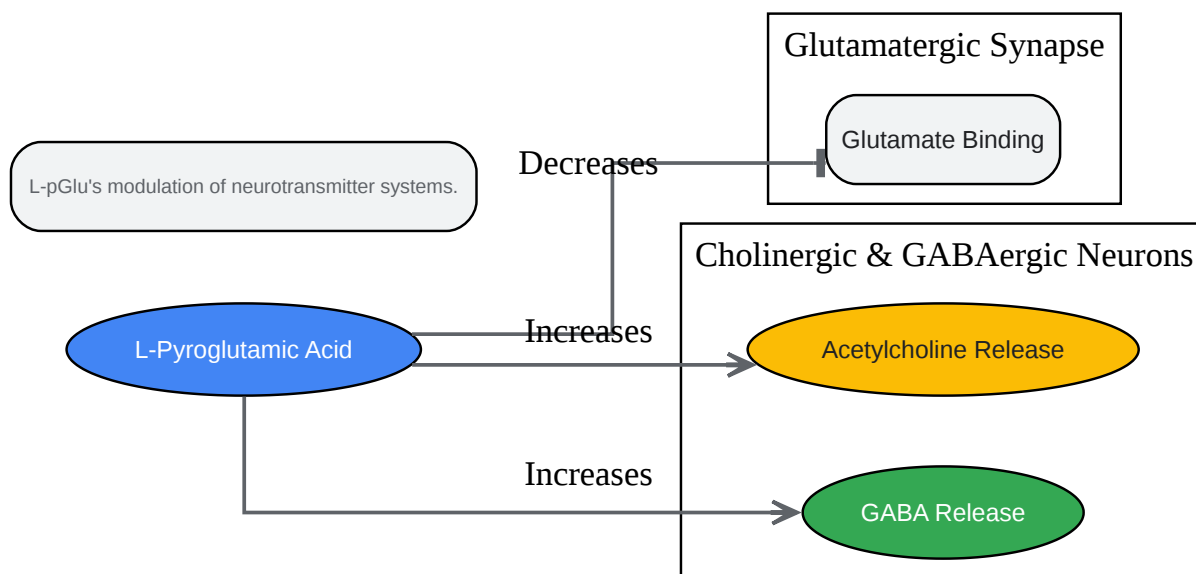 Glutamatergic Synapse
Glutamate Binding
Decreases
L-pGlu's modulation of neurotransmitter systems.
Cholinergic & GABAergic Neurons
L-Pyroglutamic Acid
Increases
Acetylcholine Release
Increases
GABA Release